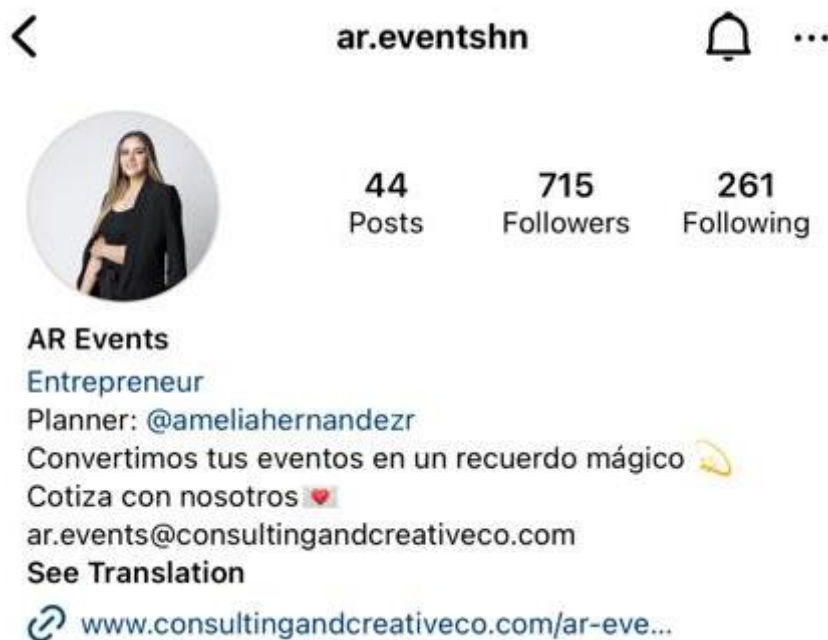 ar.eventshn
44 715 261
Posts Followers Following
AR Events
Entrepreneur
Planner: @ameliahernandezr
Convertimos tus eventos en un recuerdo mágico 💫
Cotiza con nosotros 💌
ar.events@consultingandcreativeco.com
See Translation
www.consultingandcreativeco.com/ar-eve...